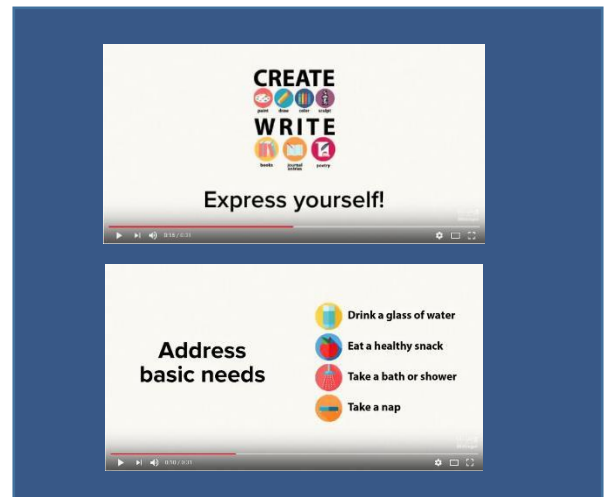 CREATE
paint draw color sculpt
WRITE
books journal entries poetry
Express yourself!
Address
basic needs
Drink a glass of water
Eat a healthy snack
Take a bath or shower
Take a nap